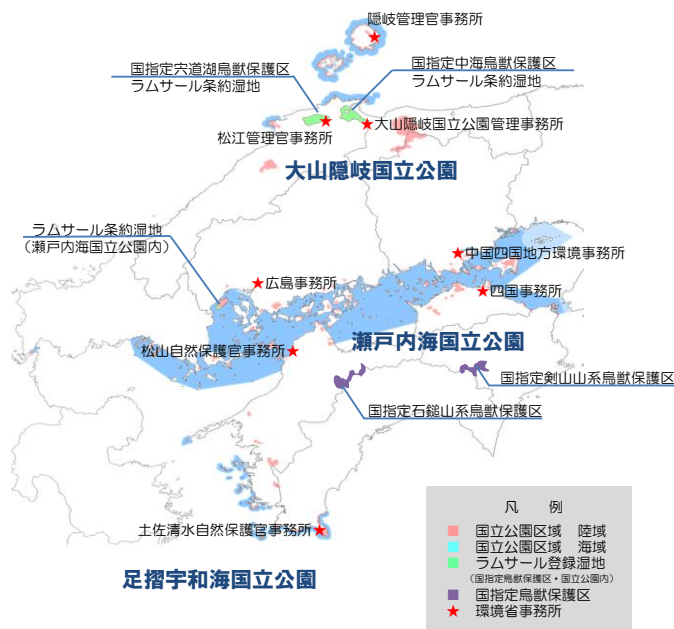 隠岐管理官事務所
国指定宍道湖鳥獣保護区
ラムサール条約湿地
国指定中海鳥獣保護区
ラムサール条約湿地
松江管理官事務所
大山隠岐国立公園管理事務所
大山隠岐国立公園
ラムサール条約湿地
（瀬戸内海国立公園内）
中国四国地方環境事務所
広島事務所
四国事務所
瀬戸内海国立公園
松山自然保護官事務所
国指定剣山山系鳥獣保護区
国指定石鎚山系鳥獣保護区
土佐清水自然保護官事務所
足摺宇和海国立公園
凡 例
国立公園区域 陸域
国立公園区域 海域
ラムサール登録湿地
（国指定鳥獣保護区・国立公園内）
国指定鳥獣保護区
環境省事務所